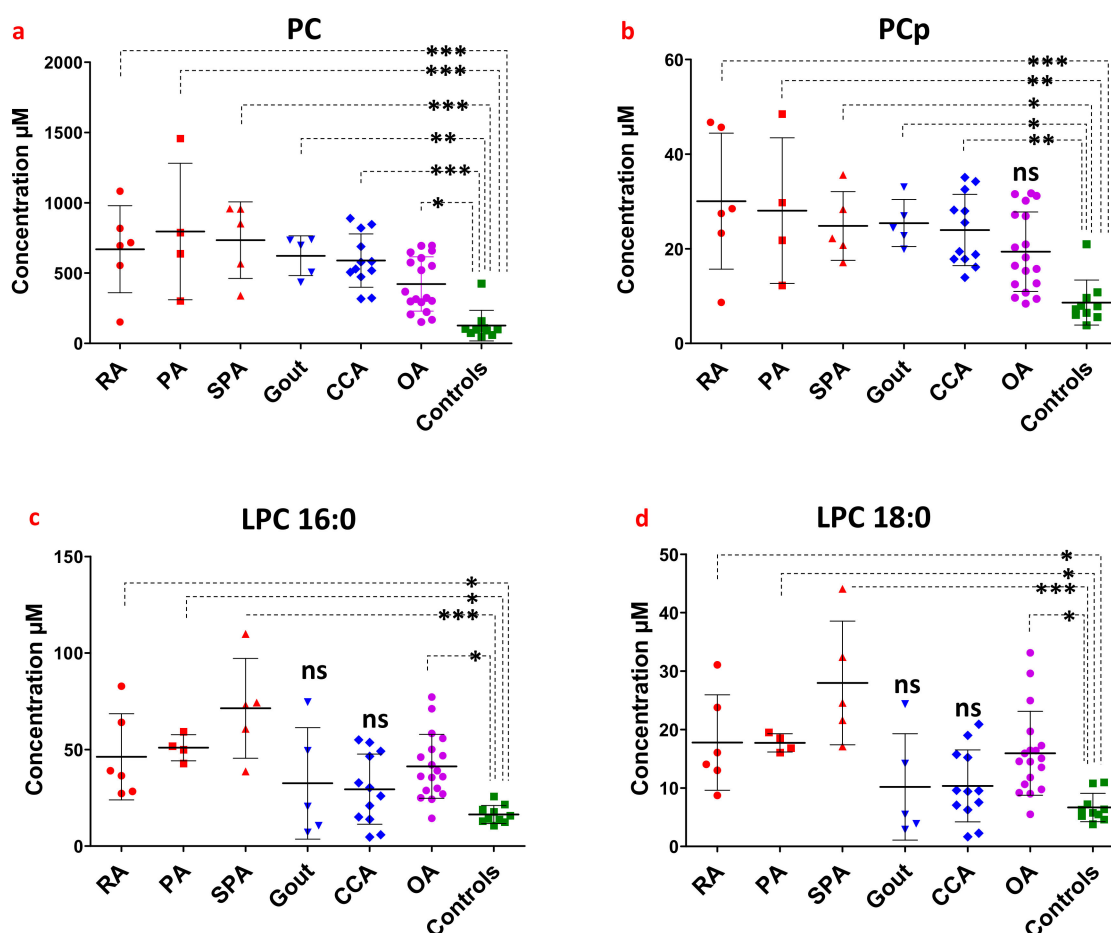 a
PC
***
***
***
**
***
*
Concentration µM
2000
1500
1000
500
0
RA
PA
SPA
Gout
CCA
OA
Controls
b
PCp
***
**
*
*
**
ns
Concentration µM
60
40
20
0
RA
PA
SPA
Gout
CCA
OA
Controls
c
LPC 16:0
*
*
***
*
ns
ns
Concentration µM
150
100
50
0
RA
PA
SPA
Gout
CCA
OA
Controls
d
LPC 18:0
*
*
***
*
ns
ns
Concentration µM
50
40
30
20
10
0
RA
PA
SPA
Gout
CCA
OA
Controls